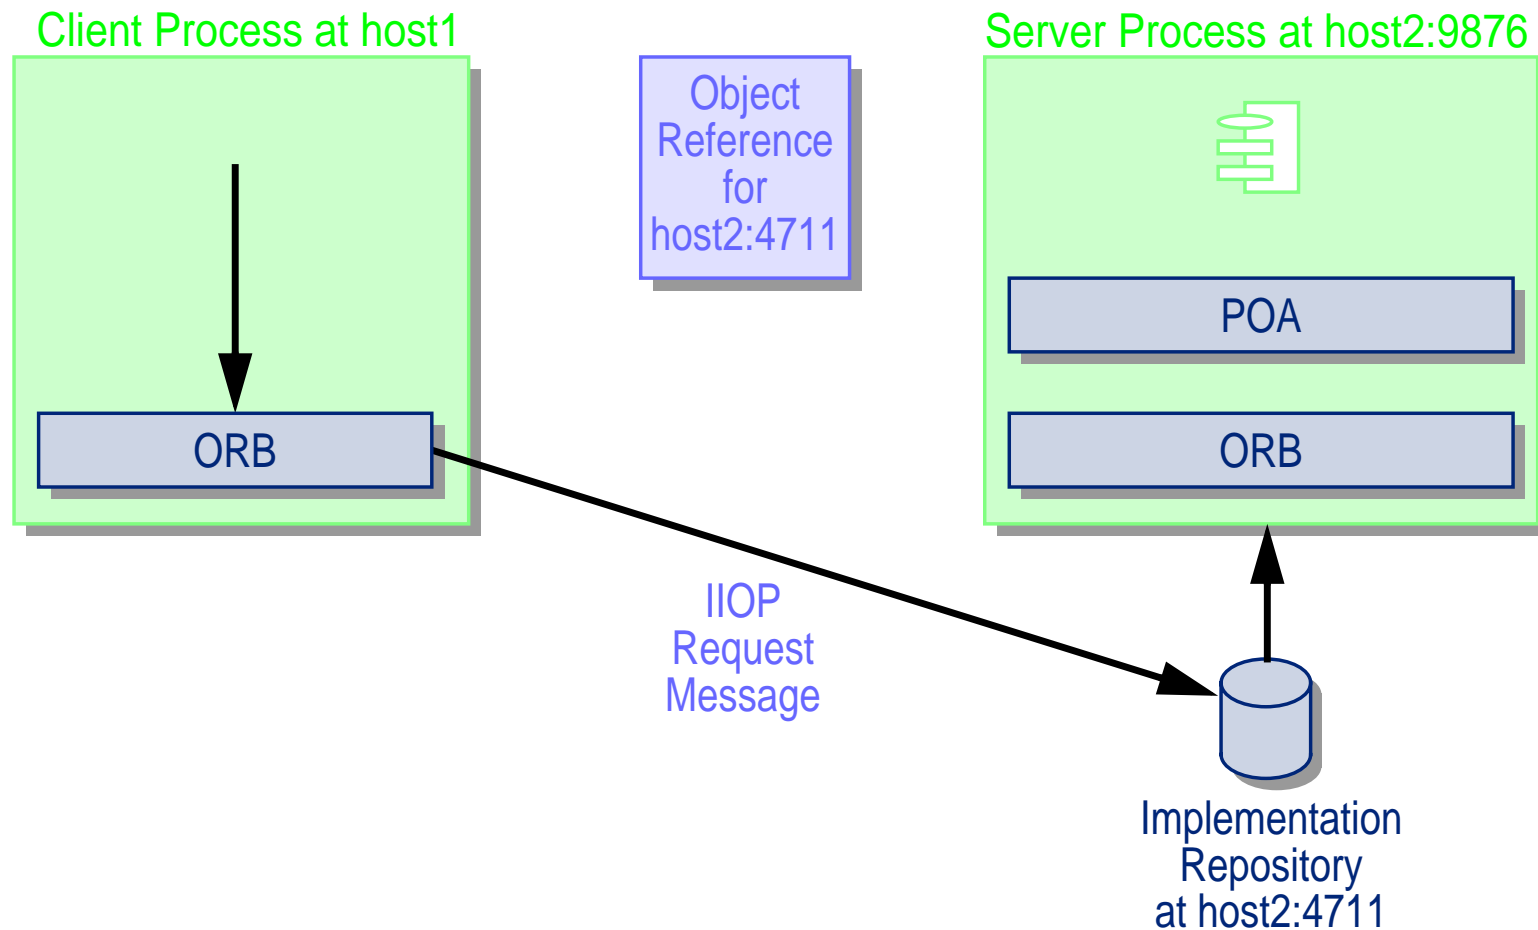 Client Process at host1
Server Process at host2:9876
Object
Reference
for
host2:4711
POA
ORB
ORB
IIOP
Request
Message
Implementation
Repository
at host2:4711